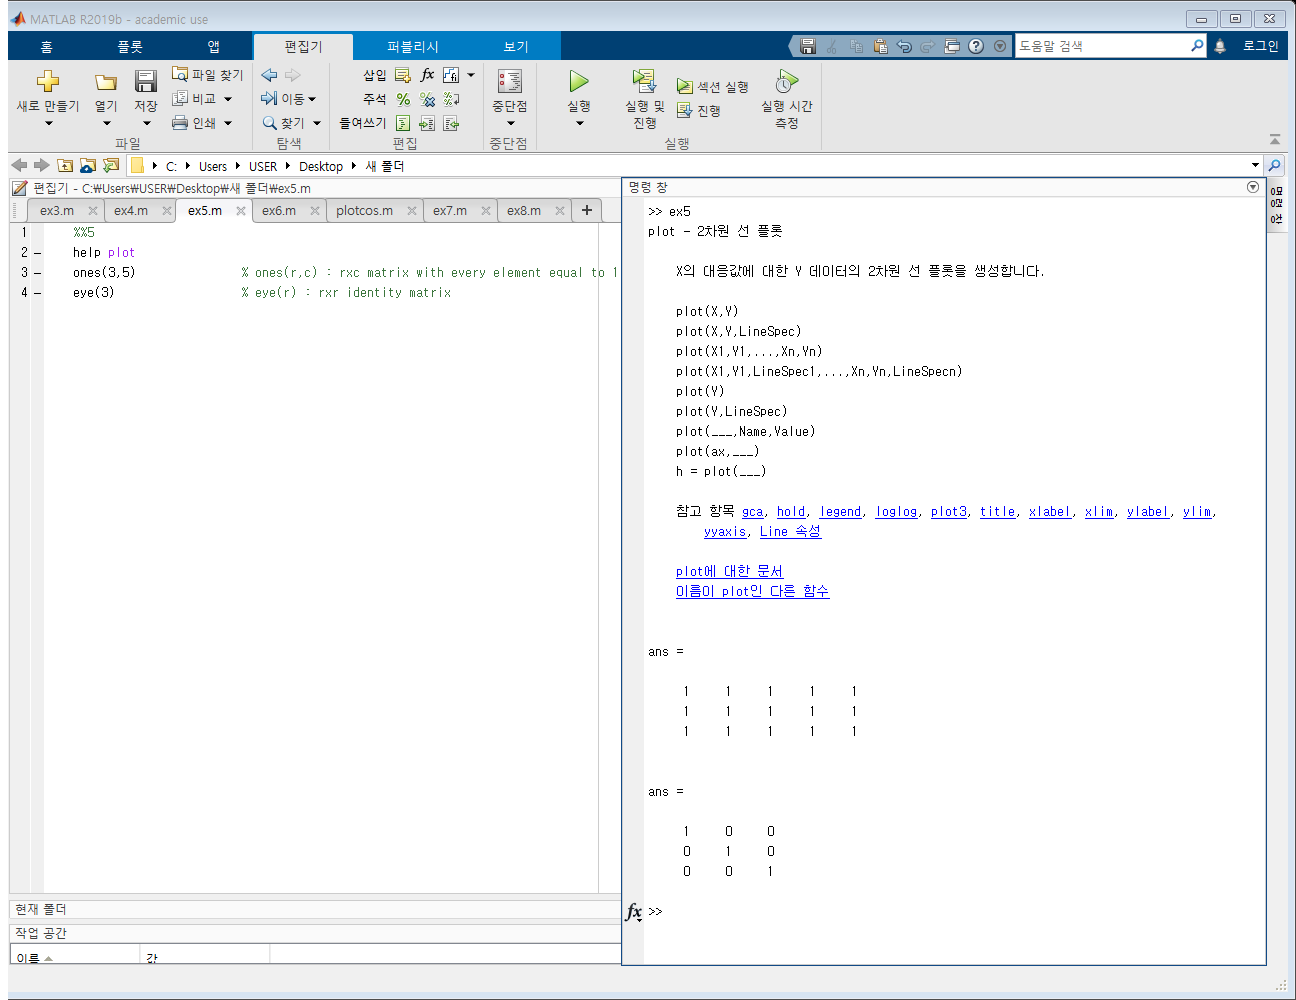 MATLAB R2019b - academic use
홈 플롯 앱 편집기 퍼블리시 보기 도움말 검색 로그인
새로 만들기 열기 저장 파일 찾기 비교 인쇄
파일
이동 찾기
탐색
삽입 fx
주석
들여쓰기
편집
중단점
중단점
실행 실행 및 진행 섹션 실행 진행 실행 시간 측정
실행
C: Users USER Desktop 새 폴더
편집기 - C:₩Users₩USER₩Desktop₩새 폴더₩ex5.m
ex3.m ex4.m ex5.m ex6.m plotcos.m ex7.m ex8.m
1 %%5
2 – help plot
3 – ones(3,5) % ones(r,c) : rxc matrix with every element equal to 1
4 – eye(3) % eye(r) : rxr identity matrix
현재 폴더
작업 공간
이름 값
명령 창
>> ex5
plot - 2차원 선 플롯
X의 대응값에 대한 Y 데이터의 2차원 선 플롯을 생성합니다.
plot(X,Y)
plot(X,Y,LineSpec)
plot(X1,Y1,...,Xn,Yn)
plot(X1,Y1,LineSpec1,...,Xn,Yn,LineSpecn)
plot(Y)
plot(Y,LineSpec)
plot(___,Name,Value)
plot(ax,___)
h = plot(___)
참고 항목 gca, hold, legend, loglog, plot3, title, xlabel, xlim, ylabel, ylim,
yyaxis, Line 속성
plot에 대한 문서
이름이 plot인 다른 함수
ans =
1 1 1 1 1
1 1 1 1 1
1 1 1 1 1
ans =
1 0 0
0 1 0
0 0 1
fx >>